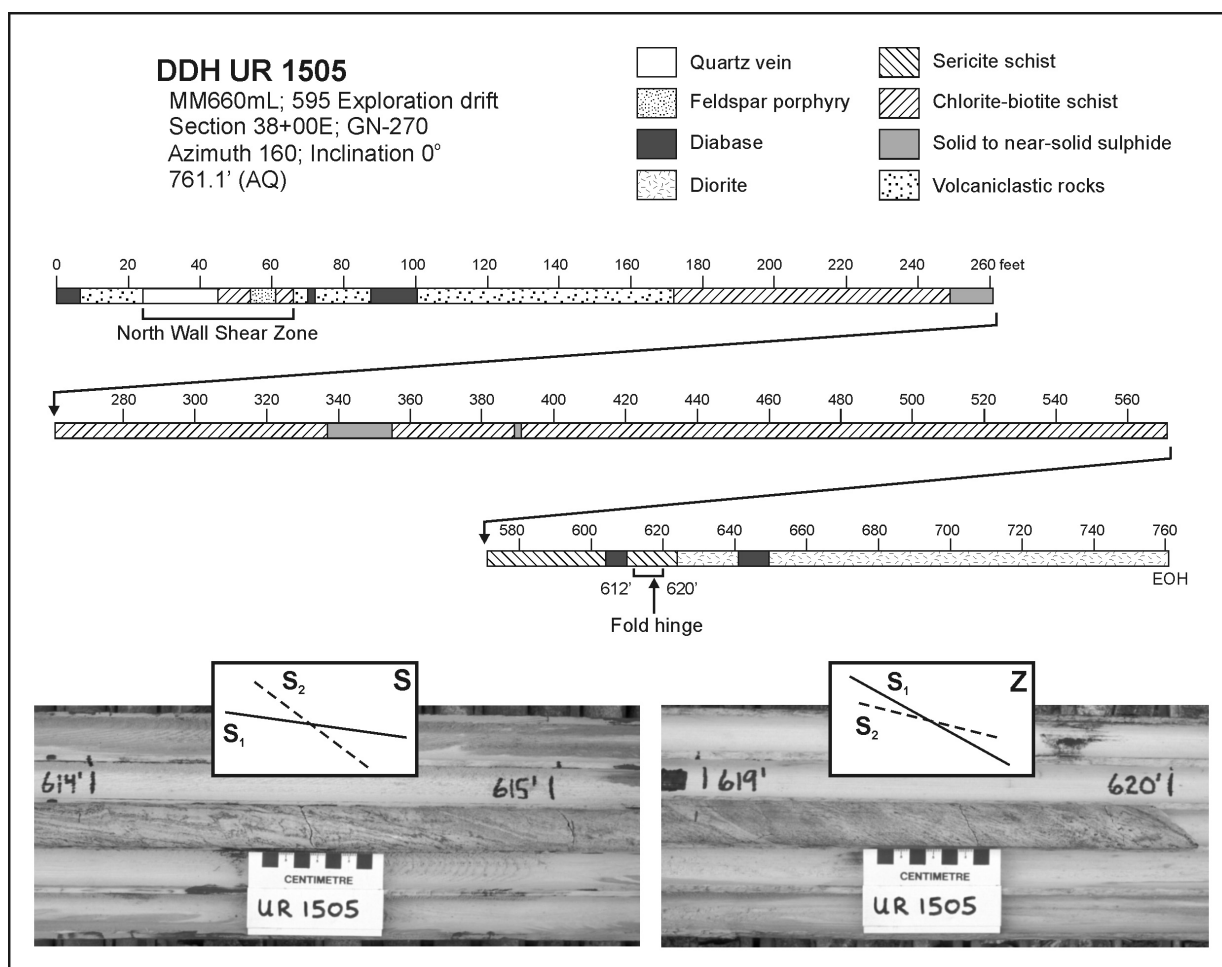 DDH UR 1505
MM660mL; 595 Exploration drift
Section 38+00E; GN-270
Azimuth 160; Inclination 0°
761.1' (AQ)
Quartz vein
Feldspar porphyry
Diabase
Diorite
Sericite schist
Chlorite-biotite schist
Solid to near-solid sulphide
Volcaniclastic rocks
0 20 40 60 80 100 120 140 160 180 200 220 240 260 feet
North Wall Shear Zone
280 300 320 340 360 380 400 420 440 460 480 500 520 540 560
580 600 620 640 660 680 700 720 740 760
612' 620' EOH
Fold hinge
S₂ S
S₁
614' 615'
CENTIMETRE
UR 1505
S₁ Z
S₂
619' 620'
CENTIMETRE
UR 1505